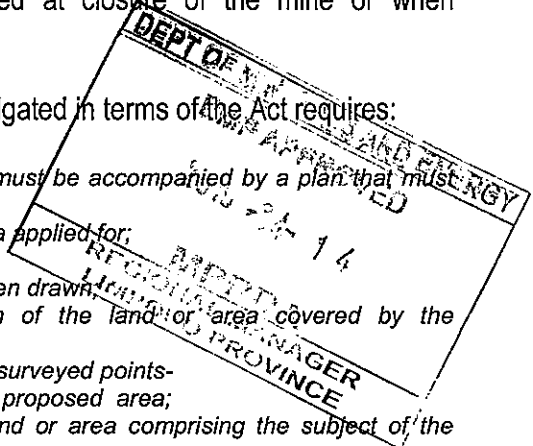 ed at closure of the mine or when
gated in terms of the Act requires:
must be accompanied by a plan that must
a applied for;
en drawn;
n of the land or area covered by the
surveyed points-
proposed area;
nd or area comprising the subject of the
DEPT OF AND ENERGY
APPROVED
14
REGIONAL MANAGER
LIMPOPO PROVINCE